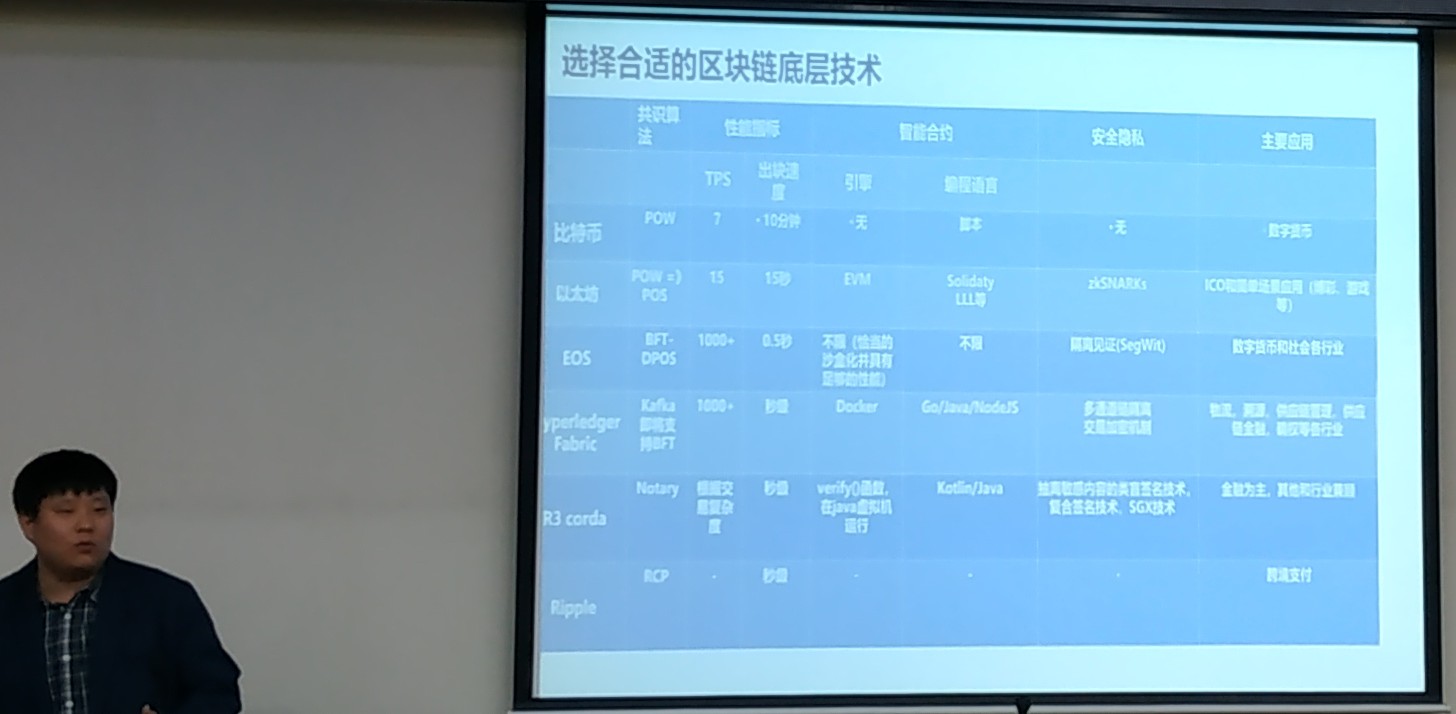 选择合适的区块链底层技术
共识算
法
性能指标
智能合约
安全隐私
主要应用
TPS
出块速
度
引擎
编程语言
比特币
POW
7
·10分钟
·无
脚本
·无
数字货币
以太坊
POW =)
POS
15
15秒
EVM
Solidaty
LLL等
zkSNARKs
ICO和简单场景应用（博彩、游戏
等）
EOS
BFT-
DPOS
1000+
0.5秒
不限（恰当的
沙盒化并具有
足够的性能）
不限
隔离见证(SegWit)
数字货币和社会各行业
yperledger
Fabric
Kafka
即将支
持BFT
1000+
秒级
Docker
Go/Java/NodeJS
多通道链隔离
交易加密机制
物流、溯源、供应链管理、供应
链金融、确权等各行业
R3 corda
Notary
根据交
易复杂
度
秒级
verify()函数，
在java虚拟机
运行
Kotlin/Java
抽离敏感内容的类盲签名技术、
复合签名技术、SGX技术
金融为主，其他和行业兼顾
Ripple
RCP
-
秒级
-
-
-
跨境支付